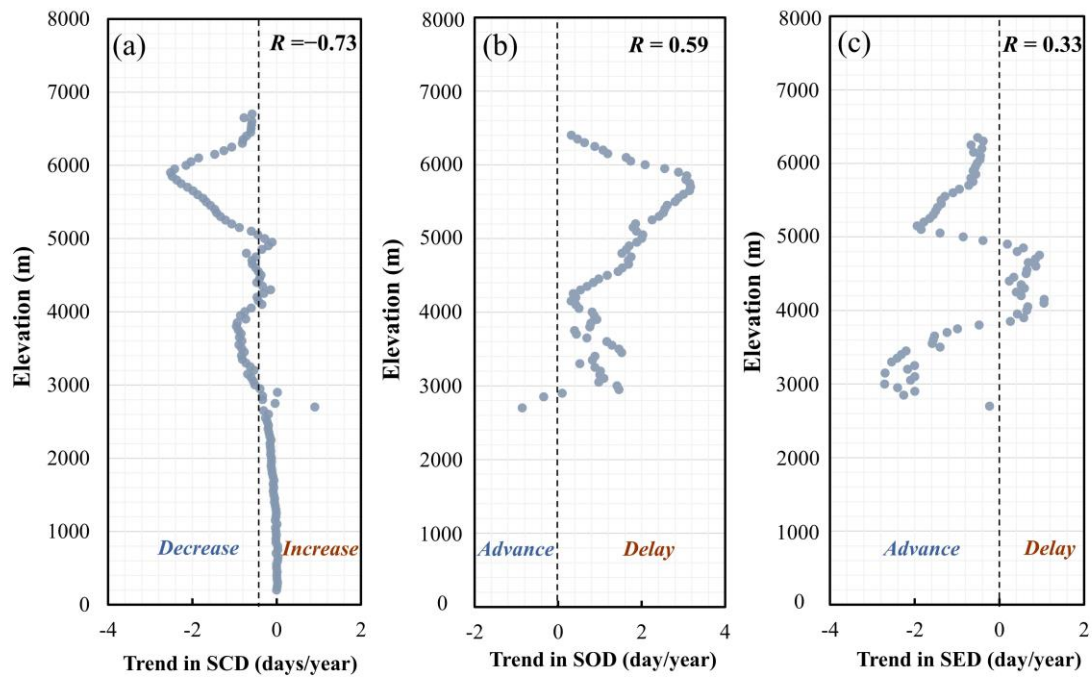 (a)
R =−0.73
8000
7000
6000
5000
4000
3000
2000
1000
0
Elevation (m)
Decrease
Increase
-4
-2
0
2
Trend in SCD (days/year)
(b)
R = 0.59
8000
7000
6000
5000
4000
3000
2000
1000
0
Elevation (m)
Advance
Delay
-2
0
2
4
Trend in SOD (day/year)
(c)
R = 0.33
8000
7000
6000
5000
4000
3000
2000
1000
0
Elevation (m)
Advance
Delay
-4
-2
0
2
Trend in SED (day/year)